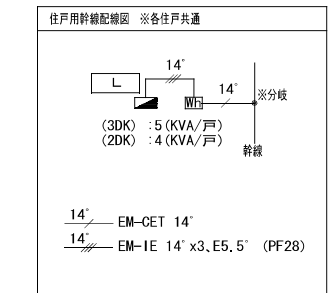 住戸用幹線配線図 ※各住戸共通
14°
L
14°
Wh
※分岐
(3DK) :5(KVA/戸)
(2DK) :4(KVA/戸)
幹線
14° EM-CET 14°
14° EM-IE 14°x3、E5.5° (PF28)